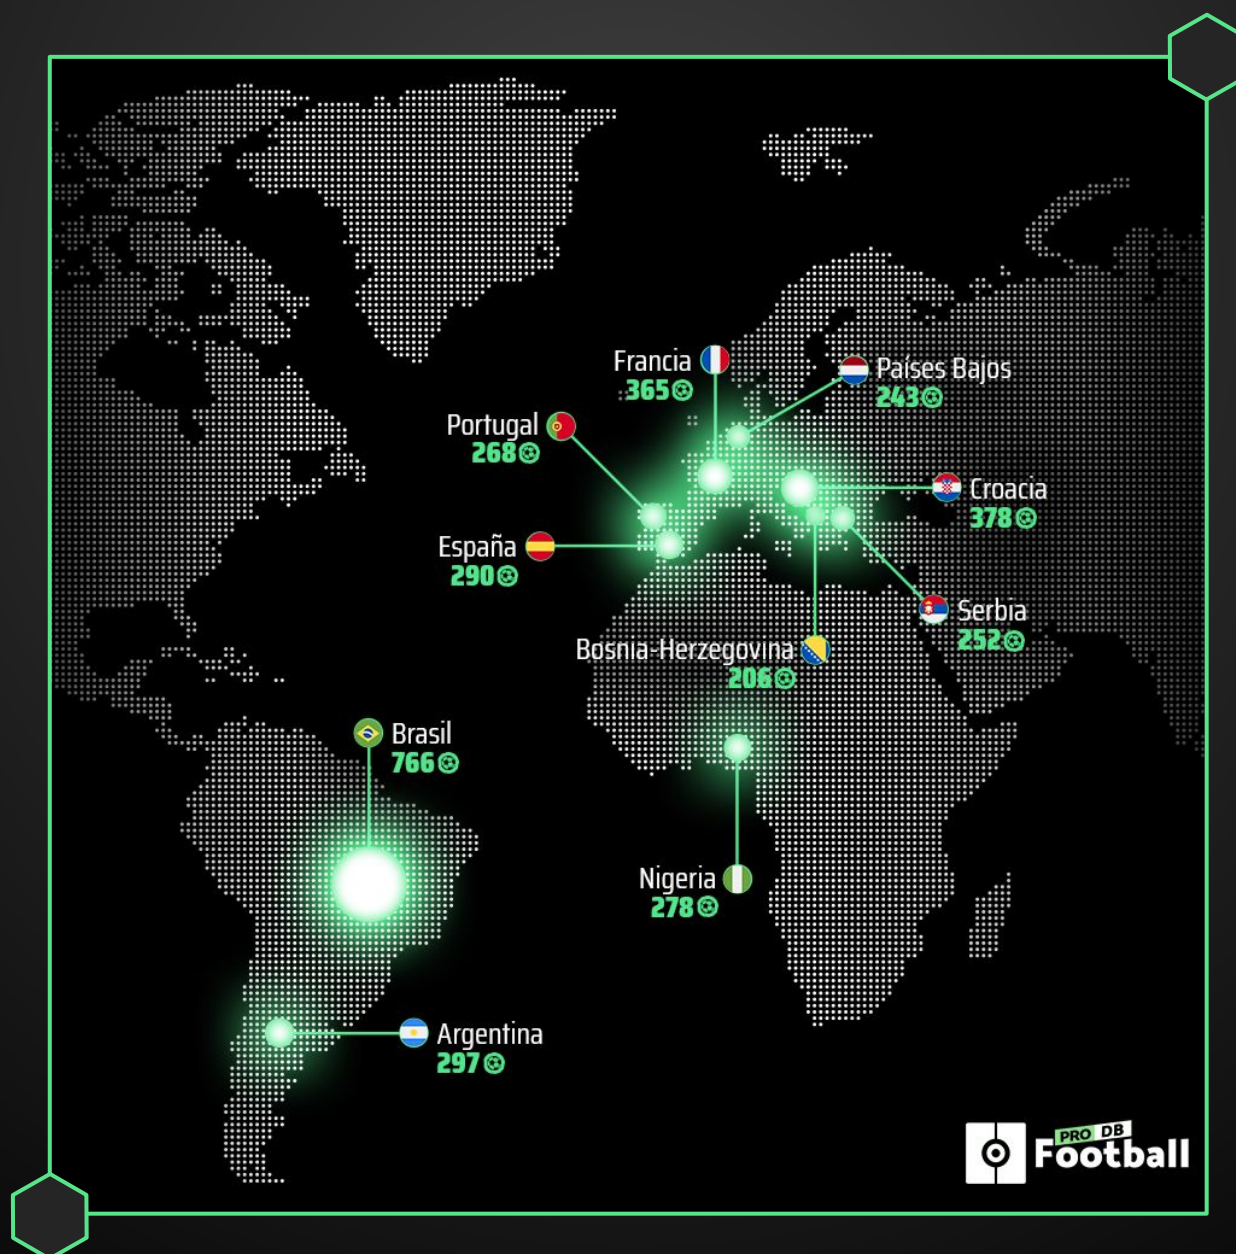 Francia
365
Países Bajos
243
Portugal
268
Croacia
378
España
290
Serbia
252
Bosnia-Herzegovina
206
Brasil
766
Nigeria
278
Argentina
297
PRO DB
Football